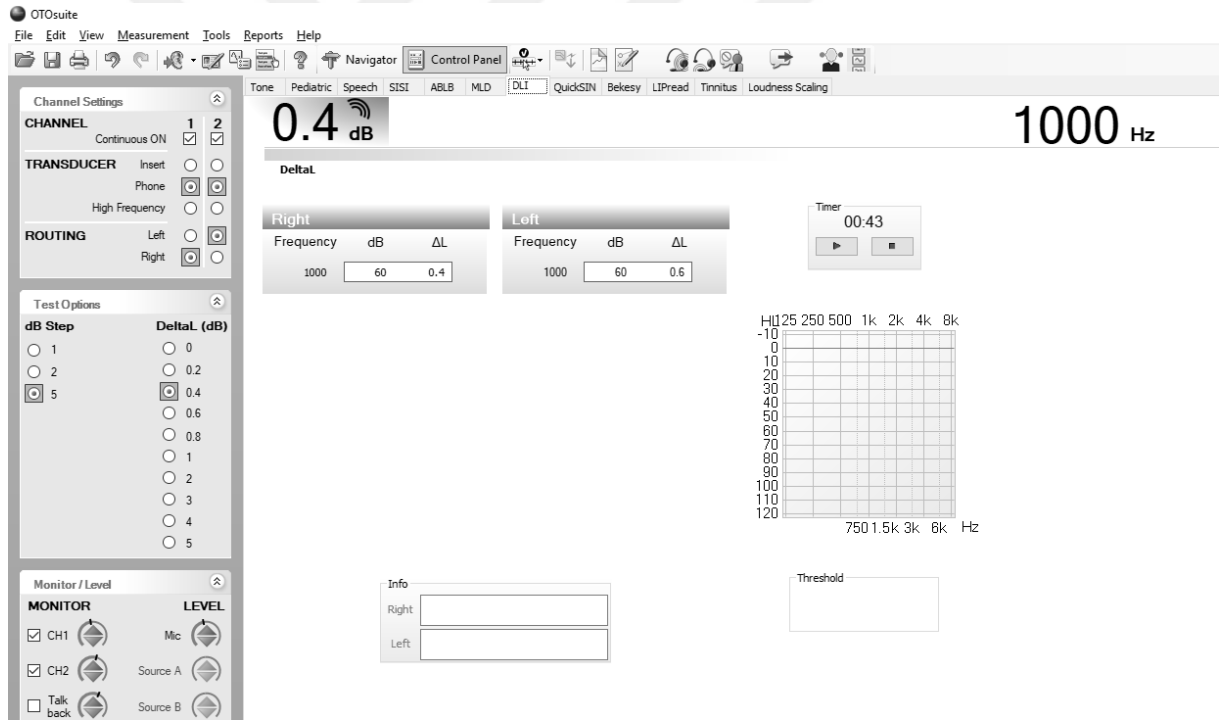 OTOsuite
File Edit View Measurement Tools Reports Help
Navigator Control Panel
Tone Pediatric Speech SISI ABLB MLD DLI QuickSIN Bekesy LIPread Tinnitus Loudness Scaling
Channel Settings
CHANNEL 1 2
Continuous ON
TRANSDUCER Insert
Phone
High Frequency
ROUTING Left
Right
Test Options
dB Step DeltaL (dB)
1 0
2 0.2
5 0.4
0.6
0.8
1
2
3
4
5
Monitor / Level
MONITOR LEVEL
CH1 Mic
CH2 Source A
Talk back Source B
0.4 dB 1000 Hz
DeltaL
Right
Frequency dB ΔL
1000 60 0.4
Left
Frequency dB ΔL
1000 60 0.6
Timer
00:43
HL 125 250 500 1k 2k 4k 8k
-10
0
10
20
30
40
50
60
70
80
90
100
110
120
750 1.5k 3k 6k Hz
Info
Right
Left
Threshold